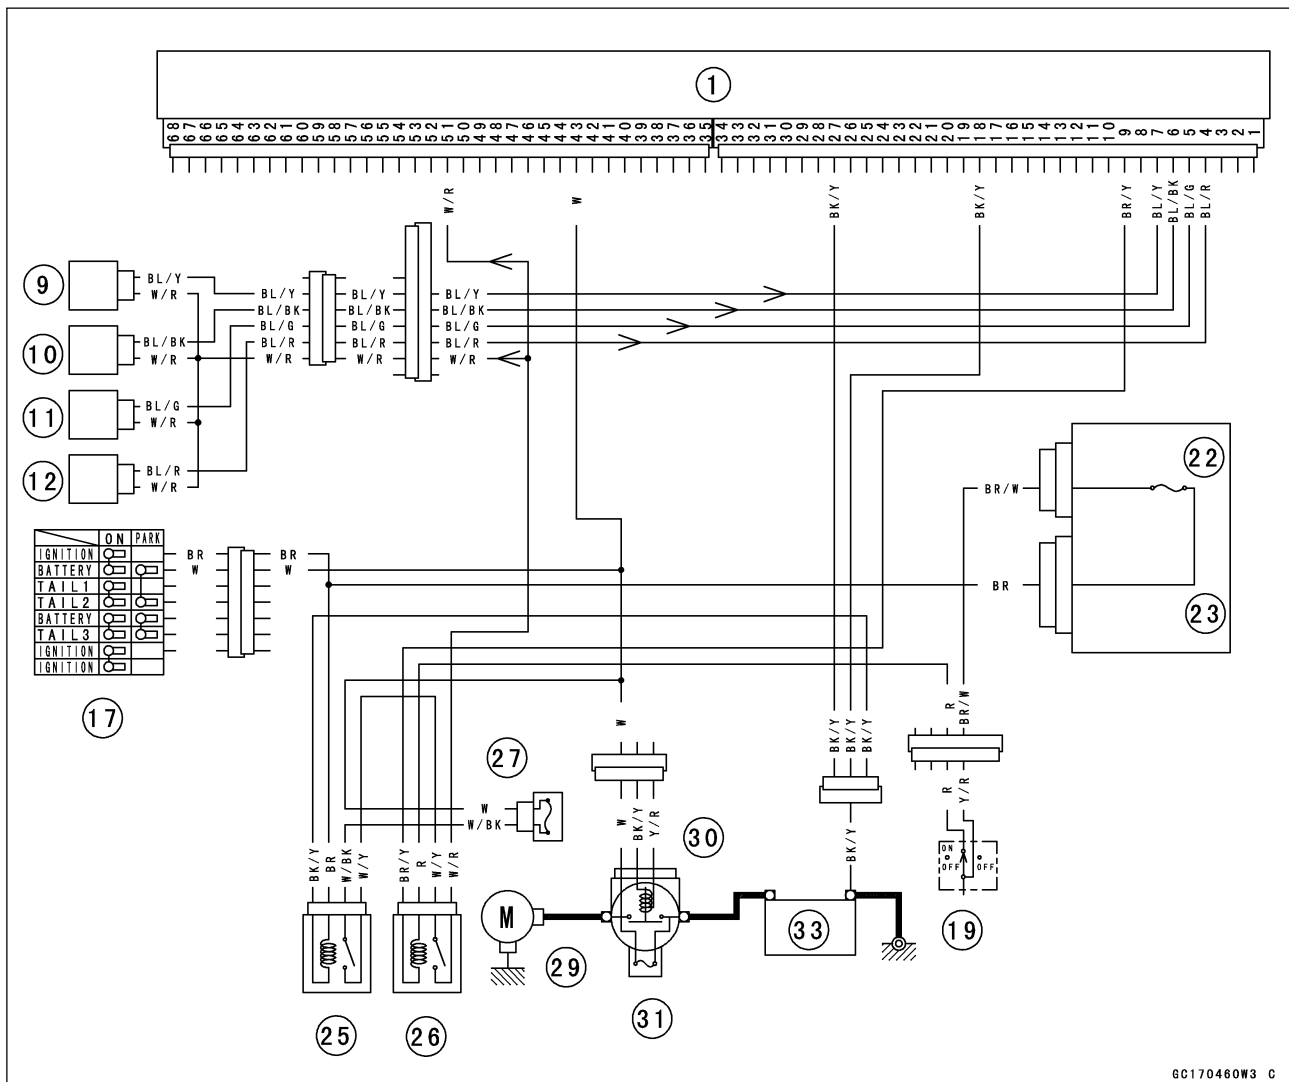 1
68 67 66 65 64 63 62 61 60 59 58 57 56 55 54 53 52 51 50 49 48 47 46 45 44 43 42 41 40 39 38 37 36 35 34 33 32 31 30 29 28 27 26 25 24 23 22 21 20 19 18 17 16 15 14 13 12 11 10 9 8 7 6 5 4 3 2 1
W/R W BK/Y BK/Y BR/Y BL/Y BL/BK BL/G BL/R
9 BL/Y
W/R BL/Y BL/Y BL/Y
BL/BK BL/BK BL/BK
BL/G BL/G BL/G
10 BL/BK BL/R BL/R BL/R
W/R W/R W/R W/R
11 BL/G
W/R
12 BL/R
W/R
22
BR/W
ON PARK
IGNITION BR BR
BATTERY W W
TAIL1 BR
TAIL2
BATTERY 23
TAIL3
IGNITION
IGNITION
17
R BR/W
W BK/Y BK/Y BK/Y
27
W
W/BK
W BK/Y Y/R
30
R Y/R
BK/Y BR W/BK W/Y BR/Y R W/Y W/R
BK/Y
ON
OFF OFF
M
33
19
29
31
25 26
GC170460W3 C